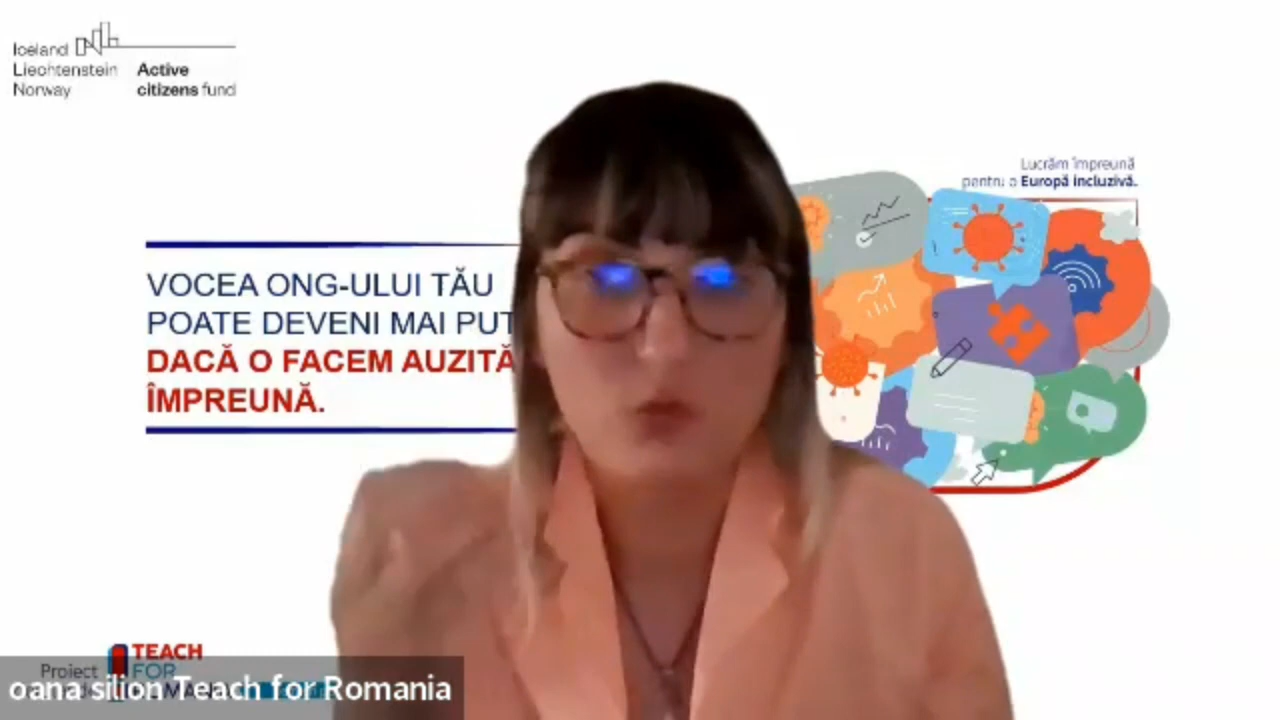 Iceland
Liechtenstein Active
Norway citizens fund
Lucrăm împreună
pentru o Europă incluzivă.
VOCEA ONG-ULUI TĂU
POATE DEVENI MAI PUT
DACĂ O FACEM AUZITĂ
ÎMPREUNĂ.
TEACH
Proiect FOR
oana silion Teach for Romania